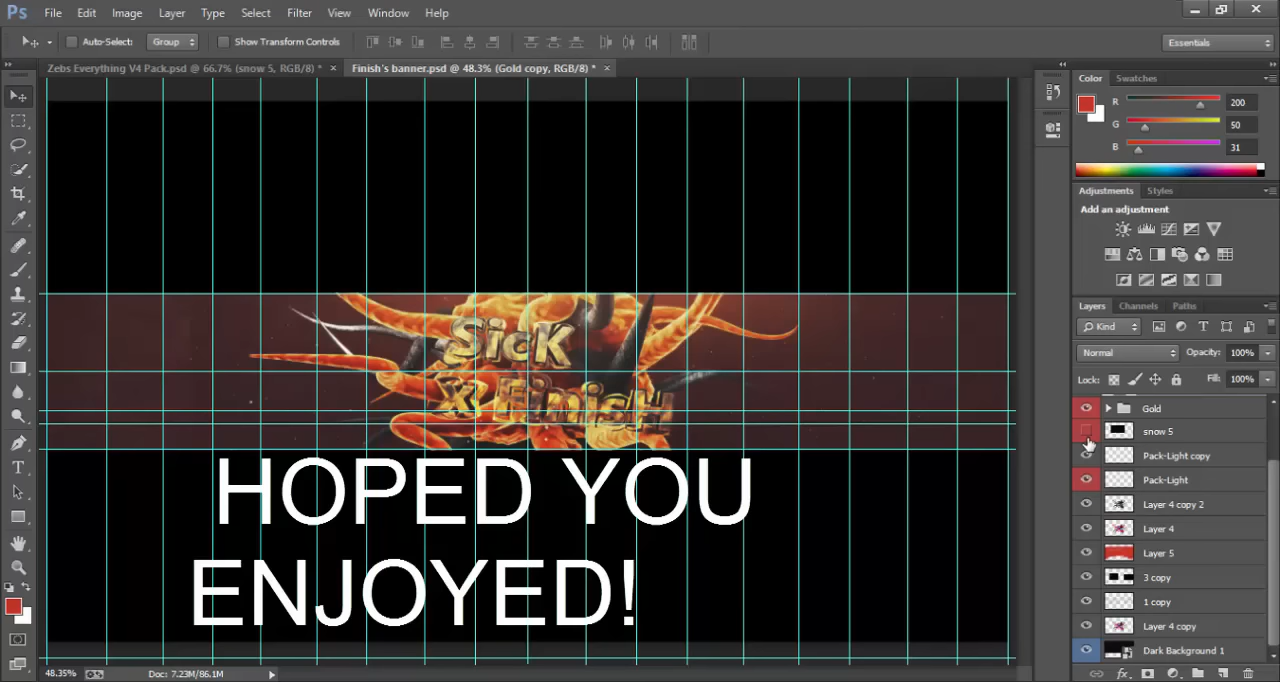 Ps File Edit Image Layer Type Select Filter View Window Help
Auto-Select: Group Show Transform Controls Essentials
Zebs Everything V4 Pack.psd @ 66.7% (snow 5, RGB/8) * × Finish's banner.psd @ 48.3% (Gold copy, RGB/8) * ×
Color Swatches
R 200
G 50
B 31
Adjustments Styles
Add an adjustment
Layers Channels Paths
Kind
Normal Opacity: 100%
Lock: Fill: 100%
Gold
snow 5
Pack-Light copy
Pack-Light
Layer 4 copy 2
Layer 4
Layer 5
3 copy
1 copy
Layer 4 copy
Dark Background 1
Sick
X Finish
HOPED YOU
ENJOYED!
48.35% Doc: 7.23M/86.1M